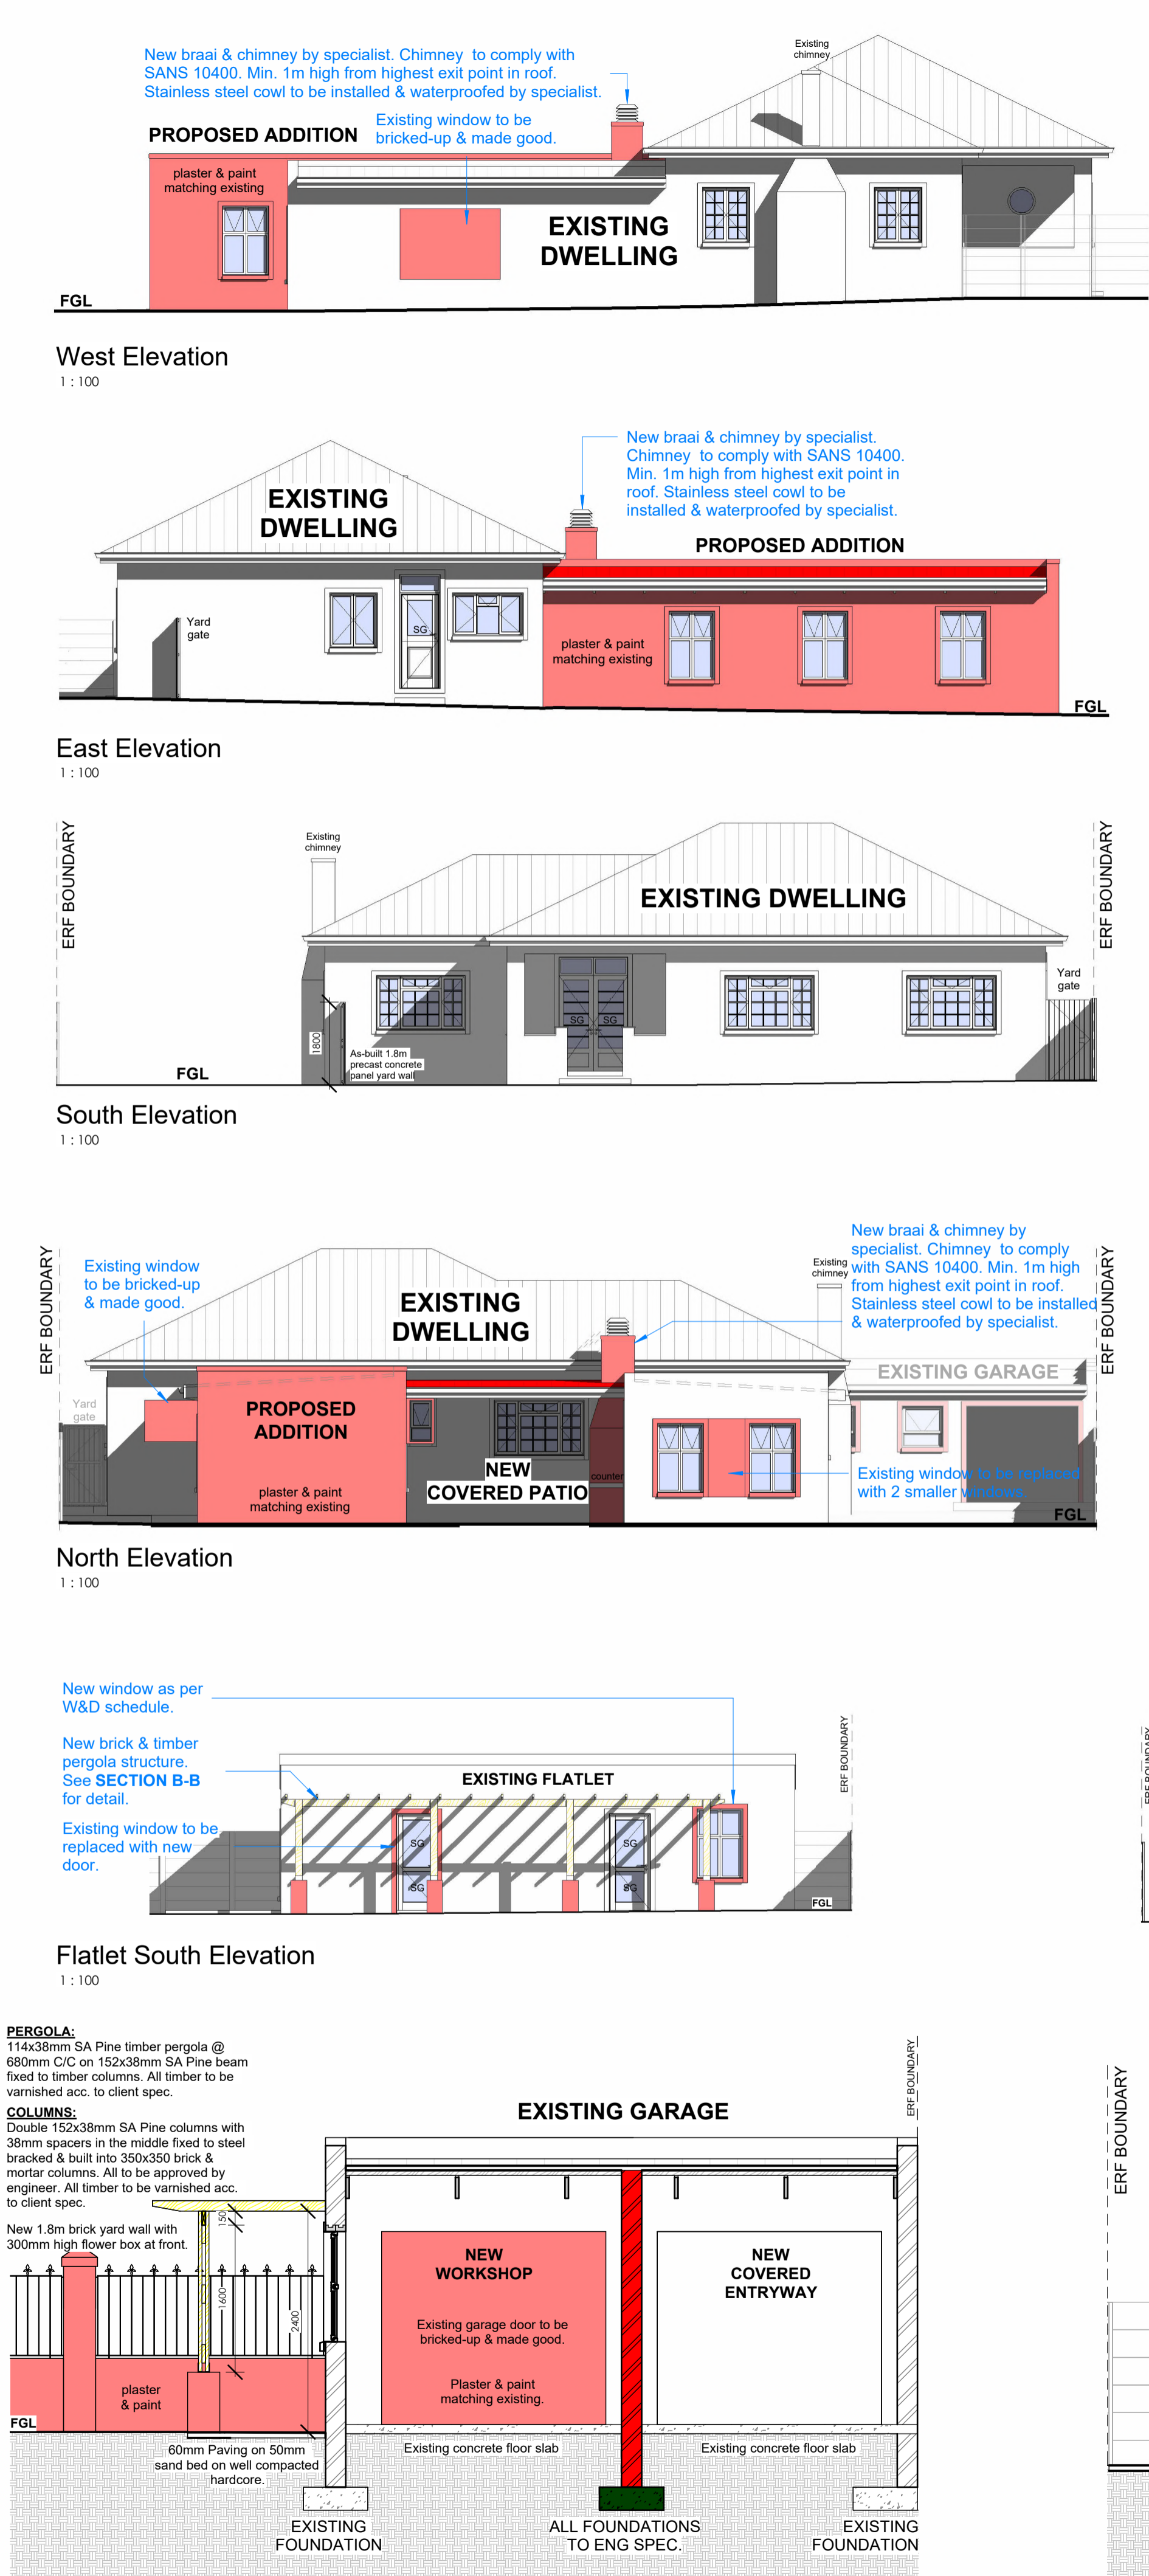 New braai & chimney by specialist. Chimney  to comply with
SANS 10400. Min. 1m high from highest exit point in roof.
Stainless steel cowl to be installed & waterproofed by specialist.
Existing
chimney
PROPOSED ADDITION
Existing window to be
bricked-up & made good.
plaster & paint
matching existing
EXISTING
DWELLING
FGL
West Elevation
1 : 100
New braai & chimney by specialist.
Chimney  to comply with SANS 10400.
Min. 1m high from highest exit point in
roof. Stainless steel cowl to be
installed & waterproofed by specialist.
EXISTING
DWELLING
PROPOSED ADDITION
Yard
gate
SG
plaster & paint
matching existing
FGL
East Elevation
1 : 100
ERF BOUNDARY
Existing
chimney
EXISTING DWELLING
ERF BOUNDARY
Yard
gate
SG
SG
1800
As-built 1.8m
precast concrete
panel yard wall
FGL
South Elevation
1 : 100
ERF BOUNDARY
Existing window
to be bricked-up
& made good.
EXISTING
DWELLING
Existing
chimney
New braai & chimney by
specialist. Chimney  to comply
with SANS 10400. Min. 1m high
from highest exit point in roof.
Stainless steel cowl to be installed
& waterproofed by specialist.
ERF BOUNDARY
EXISTING GARAGE
Yard
gate
PROPOSED
ADDITION
plaster & paint
matching existing
NEW
COVERED PATIO
counter
Existing window to be replaced
with 2 smaller windows.
FGL
North Elevation
1 : 100
New window as per
W&D schedule.
New brick & timber
pergola structure.
See SECTION B-B
for detail.
Existing window to be
replaced with new
door.
EXISTING FLATLET
ERF BOUNDARY
ERF BOUNDARY
SG
SG
SG
SG
FGL
Flatlet South Elevation
1 : 100
PERGOLA:
114x38mm SA Pine timber pergola @
680mm C/C on 152x38mm SA Pine beam
fixed to timber columns. All timber to be
varnished acc. to client spec.
COLUMNS:
Double 152x38mm SA Pine columns with
38mm spacers in the middle fixed to steel
bracked & built into 350x350 brick &
mortar columns. All to be approved by
engineer. All timber to be varnished acc.
to client spec.
New 1.8m brick yard wall with
300mm high flower box at front.
EXISTING GARAGE
ERF BOUNDARY
ERF BOUNDARY
150
1600
2400
NEW
WORKSHOP
Existing garage door to be
bricked-up & made good.
Plaster & paint
matching existing.
NEW
COVERED
ENTRYWAY
plaster
& paint
FGL
60mm Paving on 50mm
sand bed on well compacted
hardcore.
Existing concrete floor slab
Existing concrete floor slab
EXISTING
FOUNDATION
ALL FOUNDATIONS
TO ENG SPEC.
EXISTING
FOUNDATION